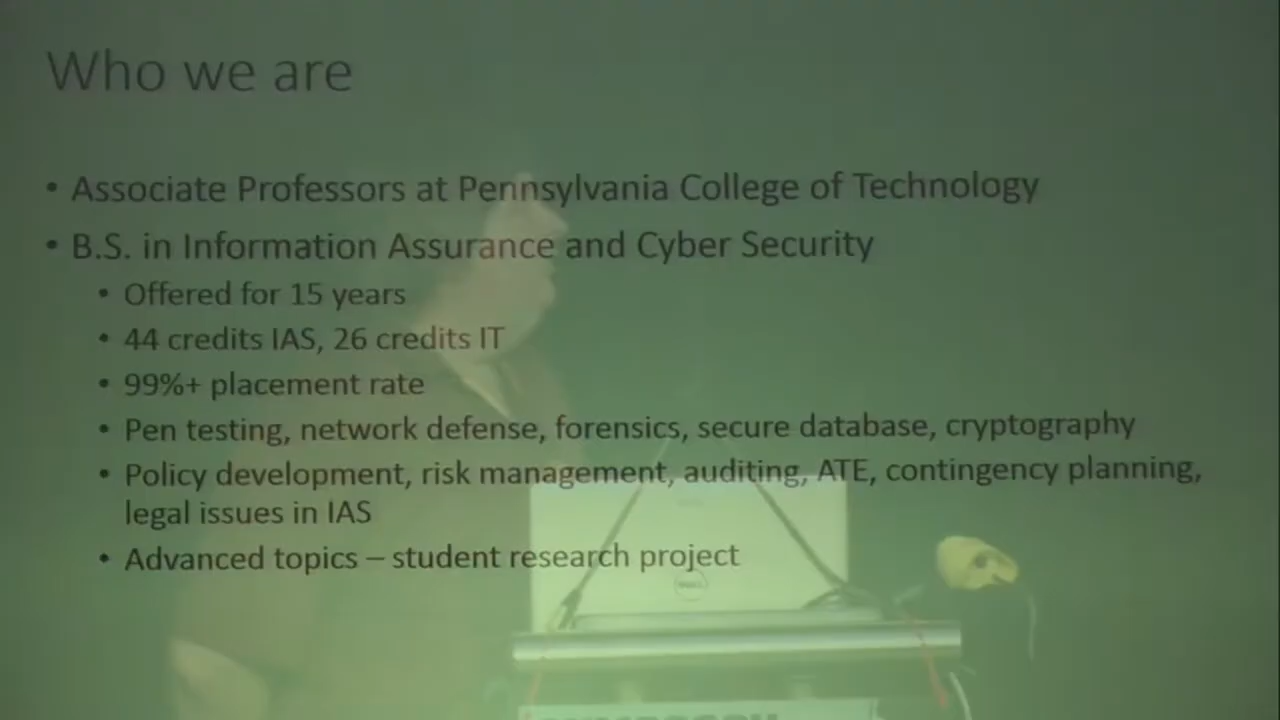 Who we are
• Associate Professors at Pennsylvania College of Technology
• B.S. in Information Assurance and Cyber Security
• Offered for 15 years
• 44 credits IAS, 26 credits IT
• 99%+ placement rate
• Pen testing, network defense, forensics, secure database, cryptography
• Policy development, risk management, auditing, ATE, contingency planning,
legal issues in IAS
• Advanced topics – student research project
DELL